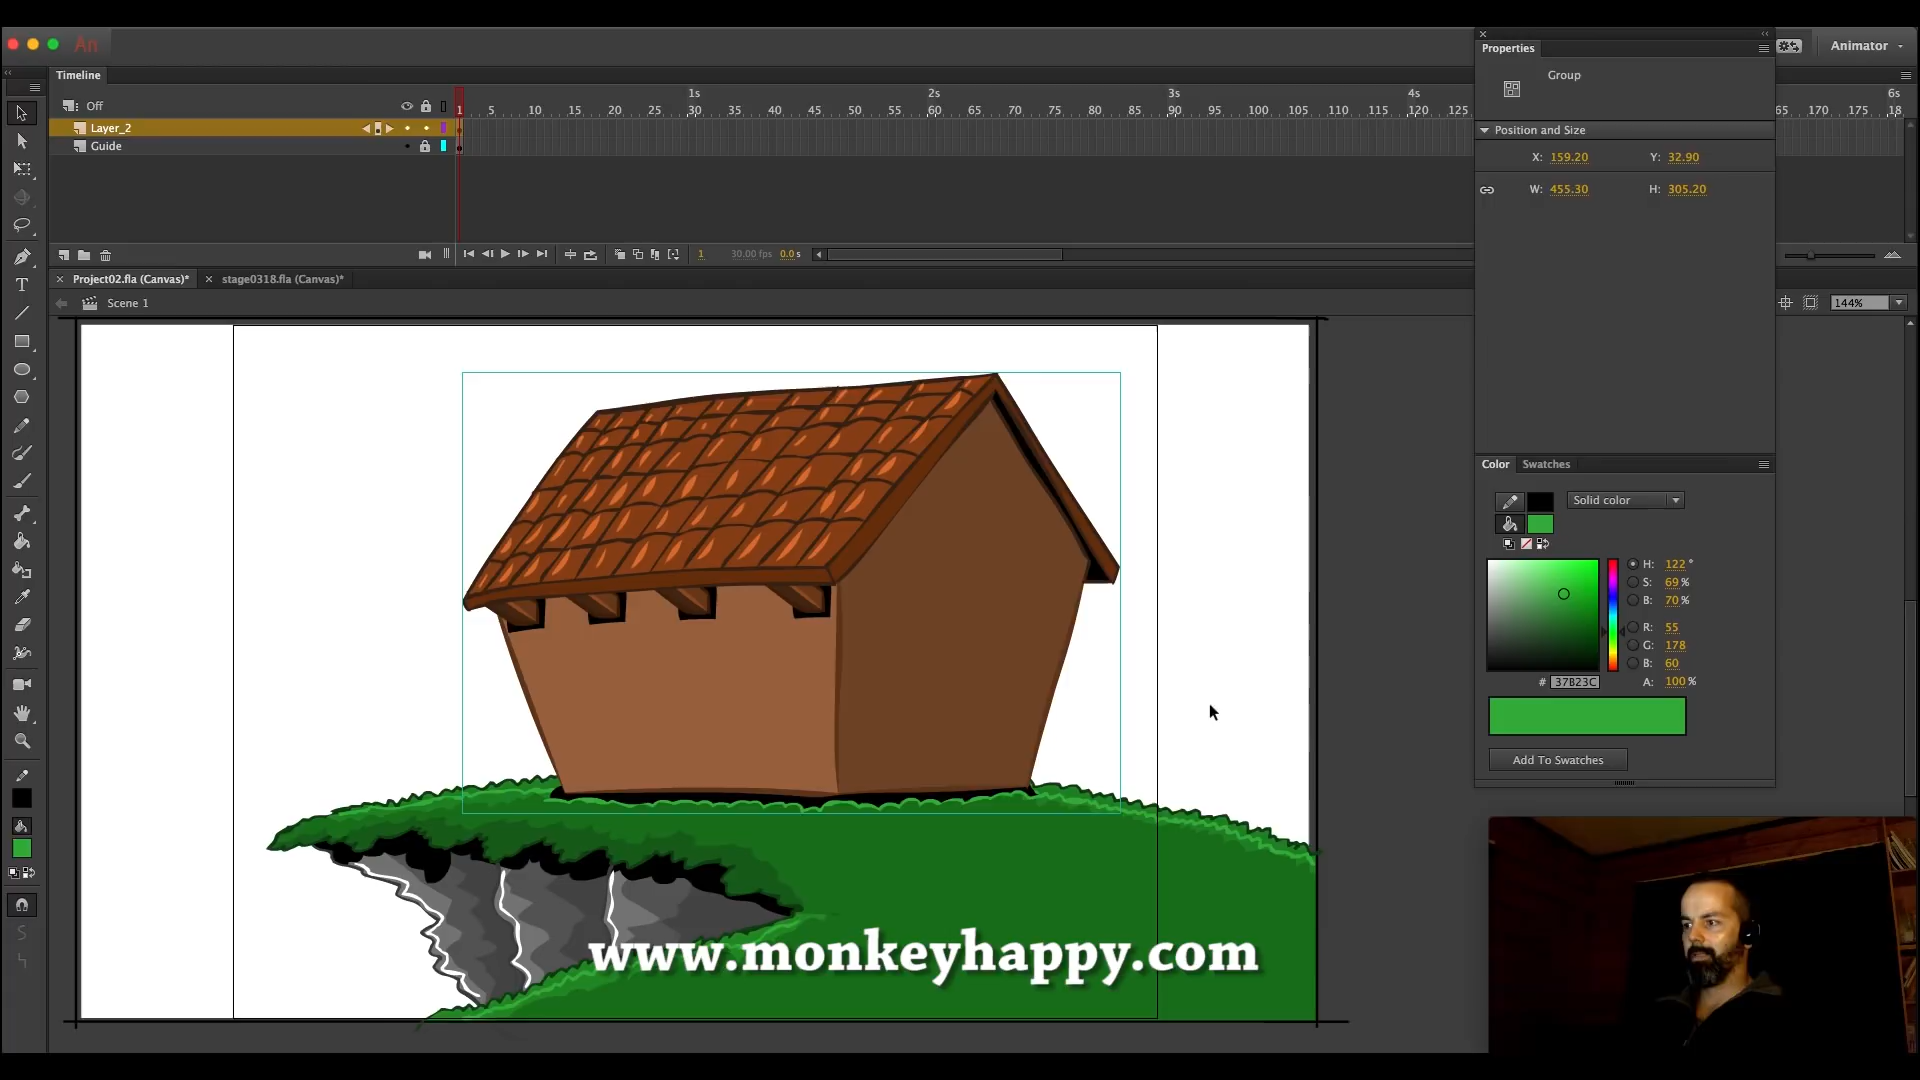 An
Animator
Properties
Group
Timeline
1s 2s 3s 4s 6s
Off
1 5 10 15 20 25 30 35 40 45 50 55 60 65 70 75 80 85 90 95 100 105 110 115 120 125 65 170 175 180 18
Layer_2
Guide
Position and Size
X: 159.20 Y: 32.90
W: 455.30 H: 305.20
1 30.00 fps 0.0 s
Project02.fla (Canvas)* stage0318.fla (Canvas)*
Scene 1
144%
Color Swatches
Solid color
H: 122 °
S: 69 %
B: 70 %
R: 55
G: 178
B: 60
# 37B23C A: 100 %
Add To Swatches
www.monkeyhappy.com